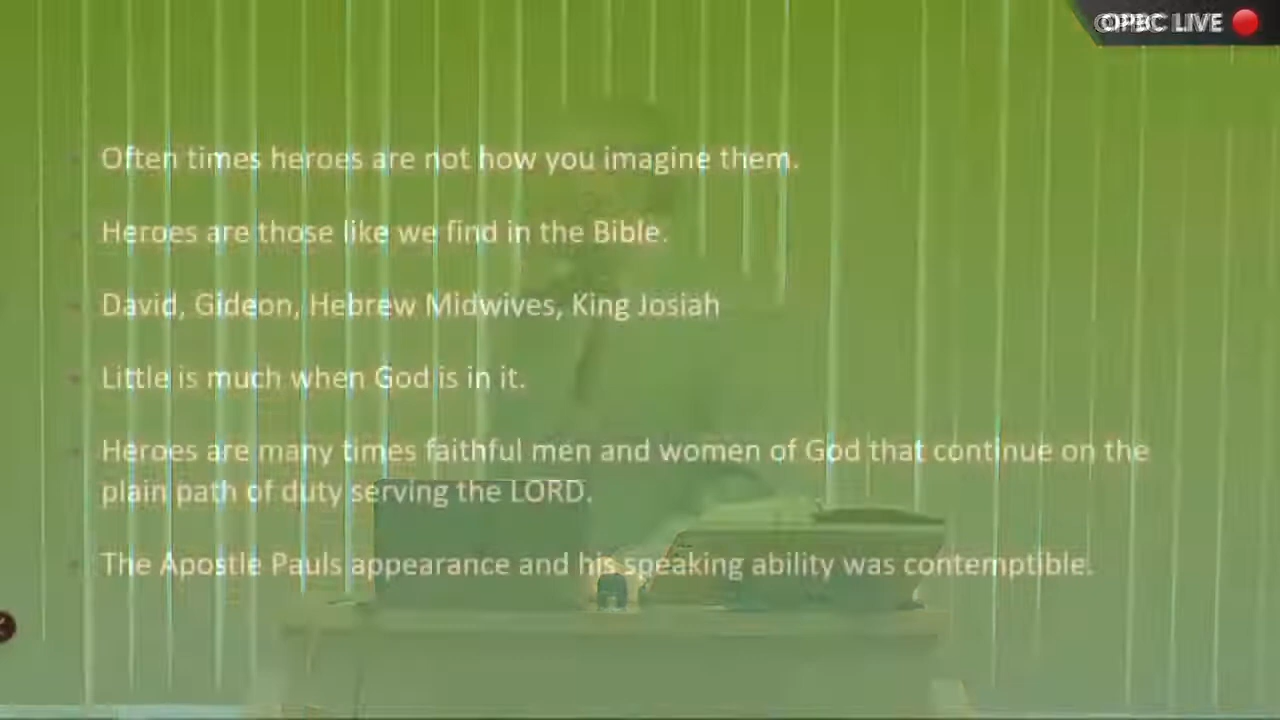 OPBC LIVE
Often times heroes are not how you imagine them.
Heroes are those like we find in the Bible.
David, Gideon, Hebrew Midwives, King Josiah
Little is much when God is in it.
Heroes are many times faithful men and women of God that continue on the
plain path of duty serving the LORD.
The Apostle Pauls appearance and his speaking ability was contemptible.